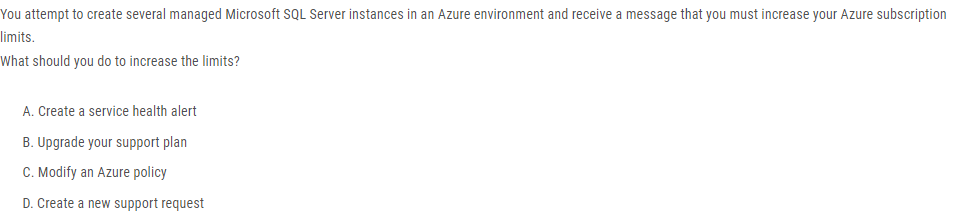 You attempt to create several managed Microsoft SQL Server instances in an Azure environment and receive a message that you must increase your Azure subscription
limits.
What should you do to increase the limits?
A. Create a service health alert
B. Upgrade your support plan
C. Modify an Azure policy
D. Create a new support request